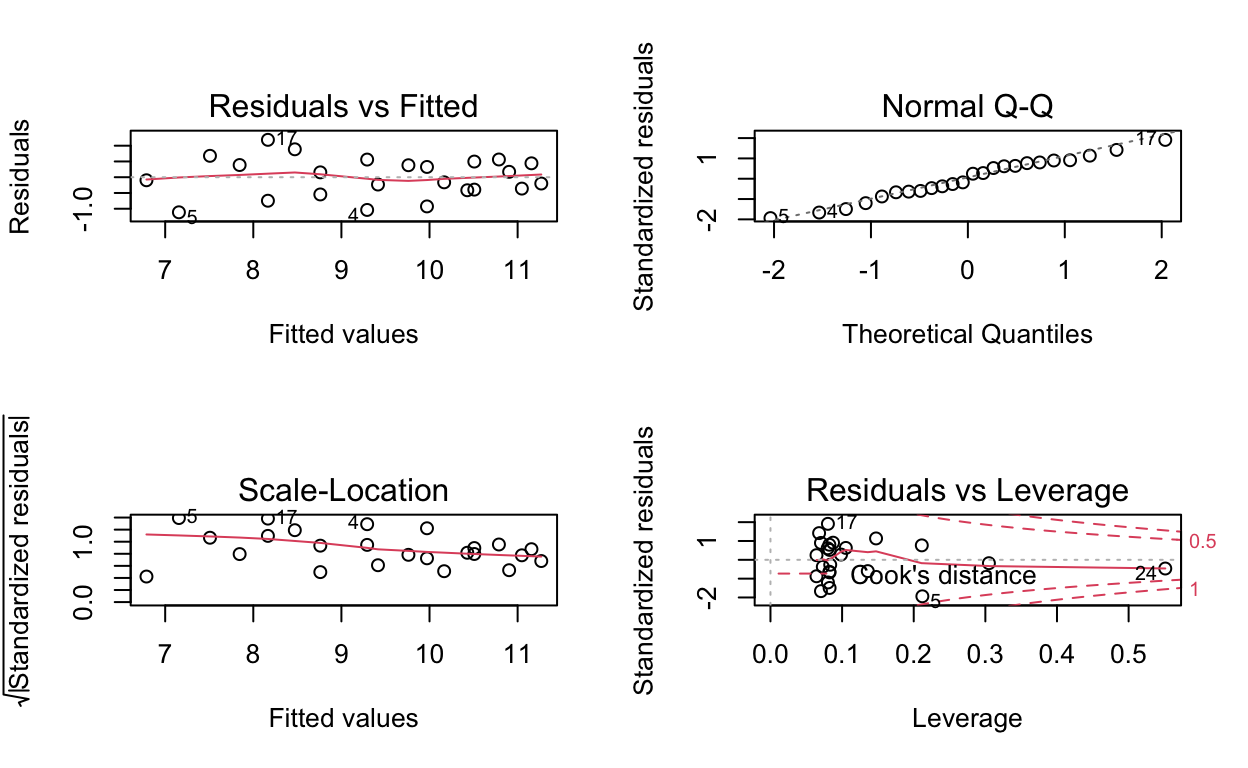 Residuals vs Fitted
Residuals
-1.0
17
5
4
7 8 9 10 11
Fitted values
Normal Q-Q
Standardized residuals
1
-2
17
5
4
-2 -1 0 1 2
Theoretical Quantiles
Scale-Location
√|Standardized residuals|
1.0
0.0
5
17
4
7 8 9 10 11
Fitted values
Residuals vs Leverage
Standardized residuals
1
-2
17
0.5
Cook's distance
24
1
5
0.0 0.1 0.2 0.3 0.4 0.5
Leverage